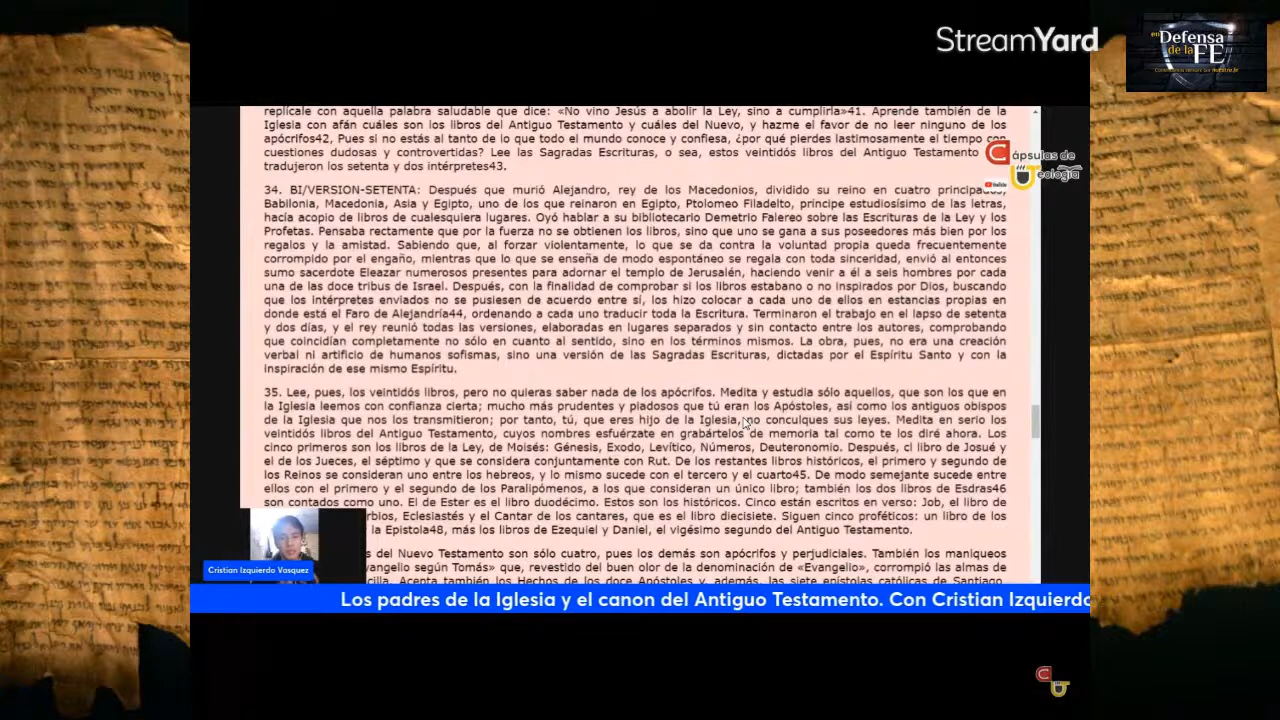 StreamYard
en Defensa
de la FE
replícale con aquella palabra saludable que dice: «No vino Jesús a abolir la Ley, sino a cumplirla»41. Aprende también de la
Iglesia con afán cuáles son los libros del Antiguo Testamento y cuáles del Nuevo, y hazme el favor de no leer ninguno de los
apócrifos42, Pues si no estás al tanto de lo que todo el mundo conoce y confiesa, ¿por qué pierdes lastimosamente el tiempo con
cuestiones dudosas y controvertidas? Lee las Sagradas Escrituras, o sea, estos veintidós libros del Antiguo Testamento
tradujeron los setenta y dos intérpretes43.
Cápsulas de
Teología
YouTube
34. BI/VERSION-SETENTA: Después que murió Alejandro, rey de los Macedonios, dividido su reino en cuatro principados,
Babilonia, Macedonia, Asia y Egipto, uno de los que reinaron en Egipto, Ptolomeo Filadelto, príncipe estudiosísimo de las letras,
hacía acopio de libros de cualesquiera lugares. Oyó hablar a su bibliotecario Demetrio Falereo sobre las Escrituras de la Ley y los
Profetas. Pensaba rectamente que por la fuerza no se obtienen los libros, sino que uno se gana a sus poseedores más bien por los
regalos y la amistad. Sabiendo que, al forzar violentamente, lo que se da contra la voluntad propia queda frecuentemente
corrompido por el engaño, mientras que lo que se enseña de modo espontáneo se regala con toda sinceridad, envió al entonces
sumo sacerdote Eleazar numerosos presentes para adornar el templo de Jerusalén, haciendo venir a él a seis hombres por cada
una de las doce tribus de Israel. Después, con la finalidad de comprobar si los libros estabano o no inspirados por Dios, buscando
que los intérpretes enviados no se pusiesen de acuerdo entre sí, los hizo colocar a cada uno de ellos en estancias propias en
donde está el Faro de Alejandría44, ordenando a cada uno traducir toda la Escritura. Terminaron el trabajo en el lapso de setenta
y dos días, y el rey reunió todas las versiones, elaboradas en lugares separados y sin contacto entre los autores, comprobando
que coincidían completamente no sólo en cuanto al sentido, sino en los términos mismos. La obra, pues, no era una creación
verbal ni artificio de humanos sofismas, sino una versión de las Sagradas Escrituras, dictadas por el Espíritu Santo y con la
inspiración de ese mismo Espíritu.
35. Lee, pues, los veintidós libros, pero no quieras saber nada de los apócrifos. Medita y estudia sólo aquellos, que son los que en
la Iglesia leemos con confianza cierta; mucho más prudentes y piadosos que tú eran los Apóstoles, así como los antiguos obispos
de la Iglesia que nos los transmitieron; por tanto, tú, que eres hijo de la Iglesia, no conculques sus leyes. Medita en serio los
veintidós libros del Antiguo Testamento, cuyos nombres esfuérzate en grabártelos de memoria tal como te los diré ahora. Los
cinco primeros son los libros de la Ley, de Moisés: Génesis, Exodo, Levítico, Números, Deuteronomio. Después, cl libro de Josué y
el de los Jueces, el séptimo y que se considera conjuntamente con Rut. De los restantes libros históricos, el primero y segundo de
los Reinos se consideran uno entre los hebreos, y lo mismo sucede con el tercero y el cuarto45. De modo semejante sucede entre
ellos con el primero y el segundo de los Paralipómenos, a los que consideran un único libro; también los dos libros de Esdras46
son contados como uno. El de Ester es el libro duodécimo. Estos son los históricos. Cinco están escritos en verso: Job, el libro de
rbios, Eclesiastés y el Cantar de los cantares, que es el libro diecisiete. Siguen cinco proféticos: un libro de los
la Epistola48, más los libros de Ezequiel y Daniel, el vigésimo segundo del Antiguo Testamento.
s del Nuevo Testamento son sólo cuatro, pues los demás son apócrifos y perjudiciales. También los maniqueos
vangelio según Tomás» que, revestido del buen olor de la denominación de «Evangelio», corrompió las almas de
cilla. Acepta también los Hechos de los doce Apóstoles y, además, las siete epístolas católicas de Santiago,
Cristian Izquierdo Vasquez
Los padres de la Iglesia y el canon del Antiguo Testamento. Con Cristian Izquierdo